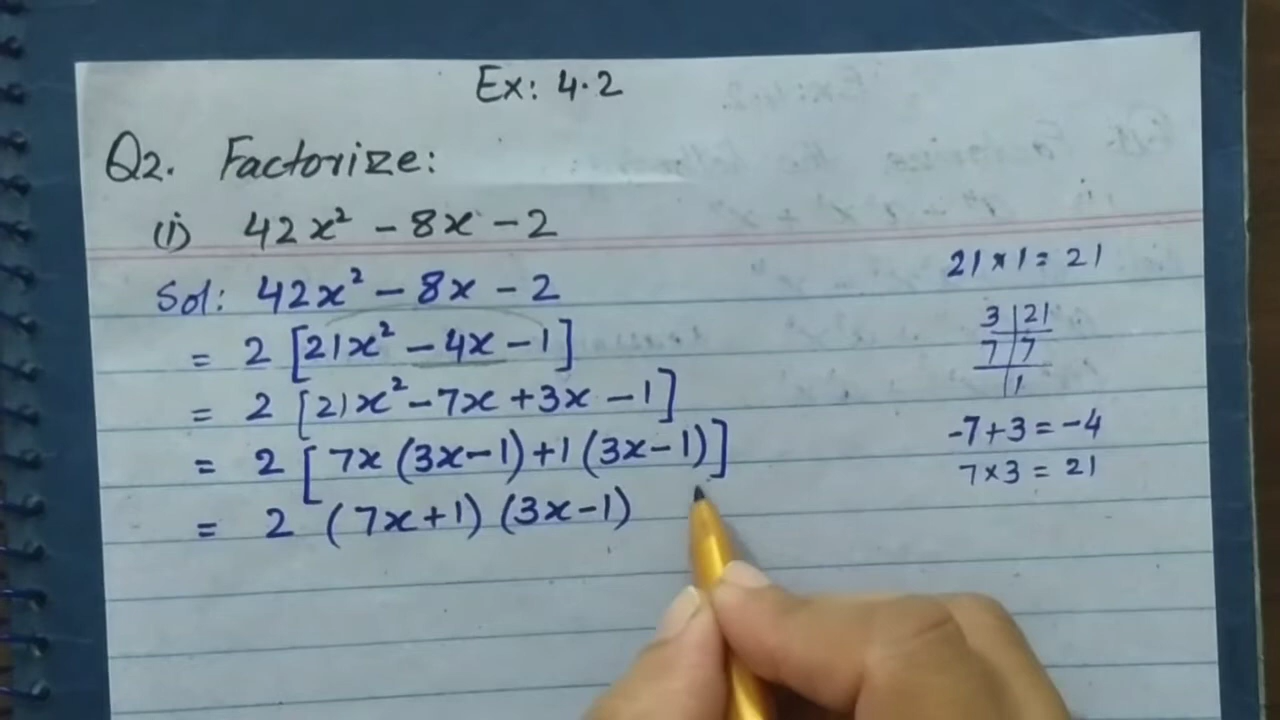 Ex: 4.2
Q2. Factorize:
(i) 42x² - 8x - 2
Sol: 42x² - 8x - 2
= 2 [21x² - 4x - 1]
= 2 [21x² - 7x + 3x - 1]
= 2 [7x (3x-1) + 1 (3x-1)]
= 2 (7x+1) (3x-1)
21 × 1 = 21
3 | 21
7 | 7
| 1
-7+3 = -4
7×3 = 21